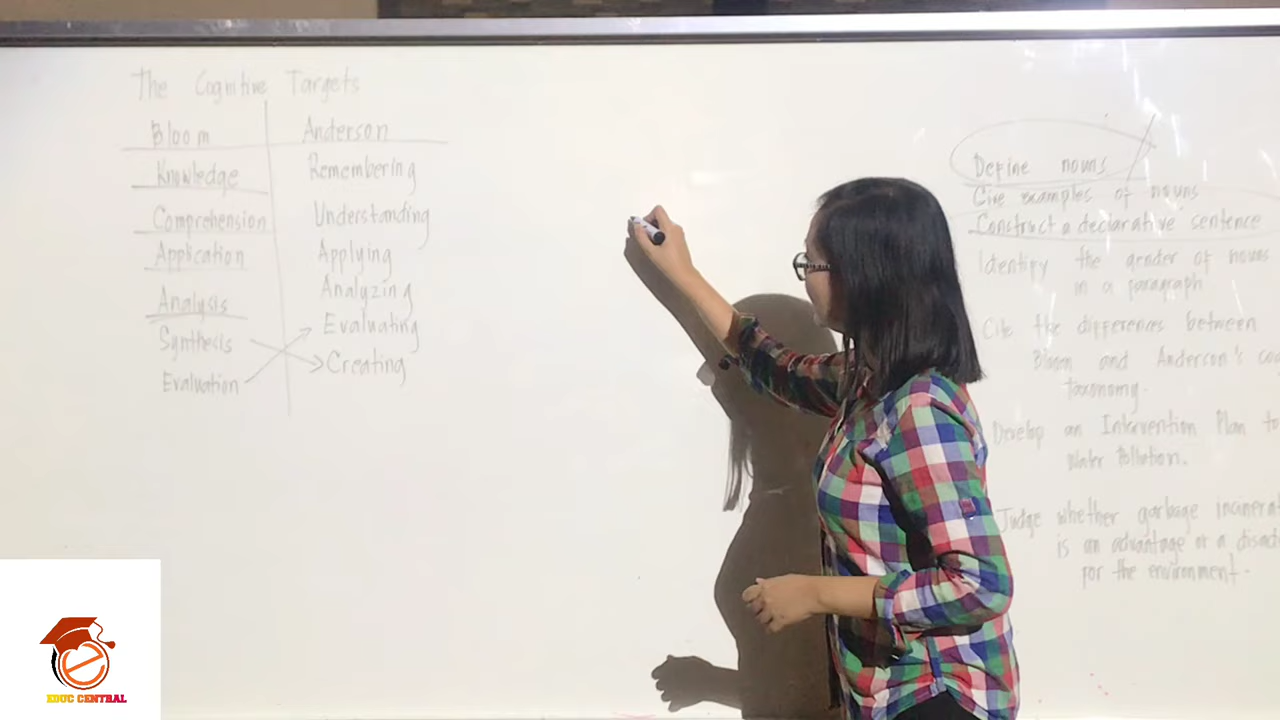 The Cognitive Targets
Bloom Anderson
Knowledge Remembering
Comprehension Understanding
Application Applying
Analysis Analyzing
Synthesis Evaluating
Evaluation Creating
Define nouns
Give examples of nouns
Construct a declarative sentence
Identify the gender of nouns
in a paragraph
Cite the differences between
Bloom and Anderson's
taxonomy.
Develop an Intervention Plan to
Water Pollution.
Judge whether garbage
is an advantage or a
for the environment.
EDUC CENTRAL